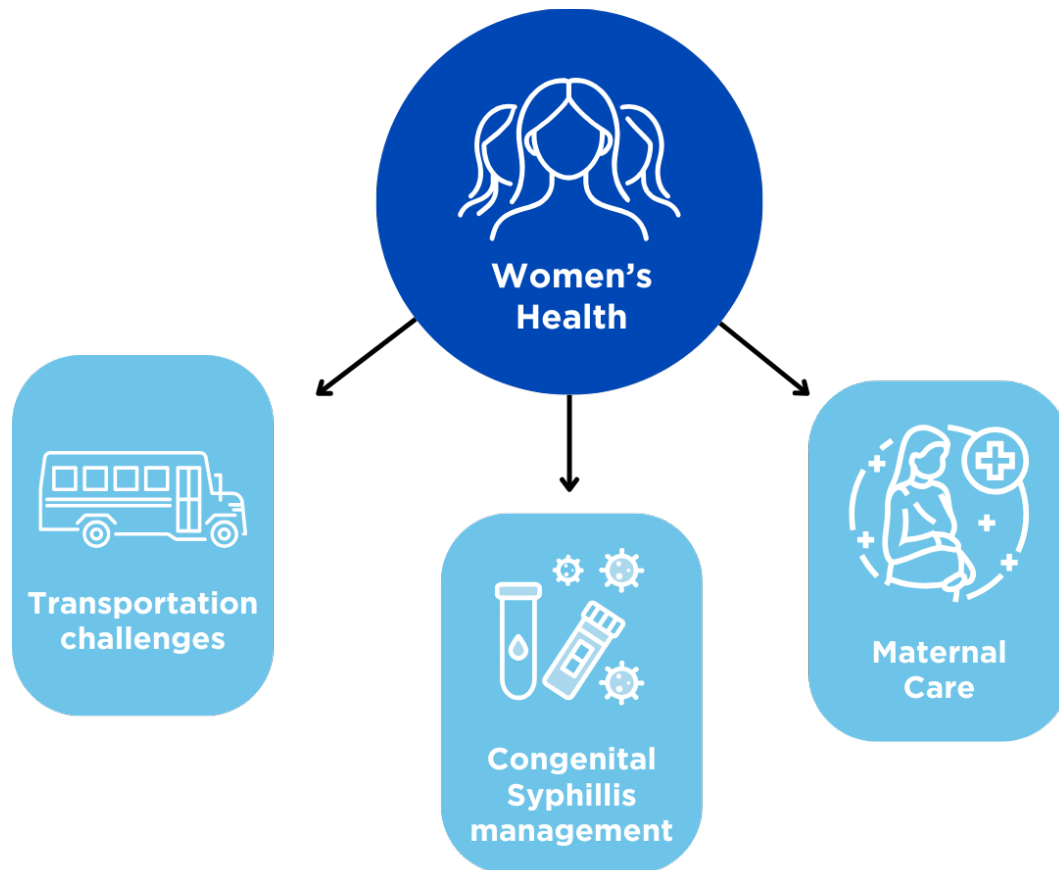 Women's
Health
Transportation
challenges
Congenital
Syphillis
management
Maternal
Care